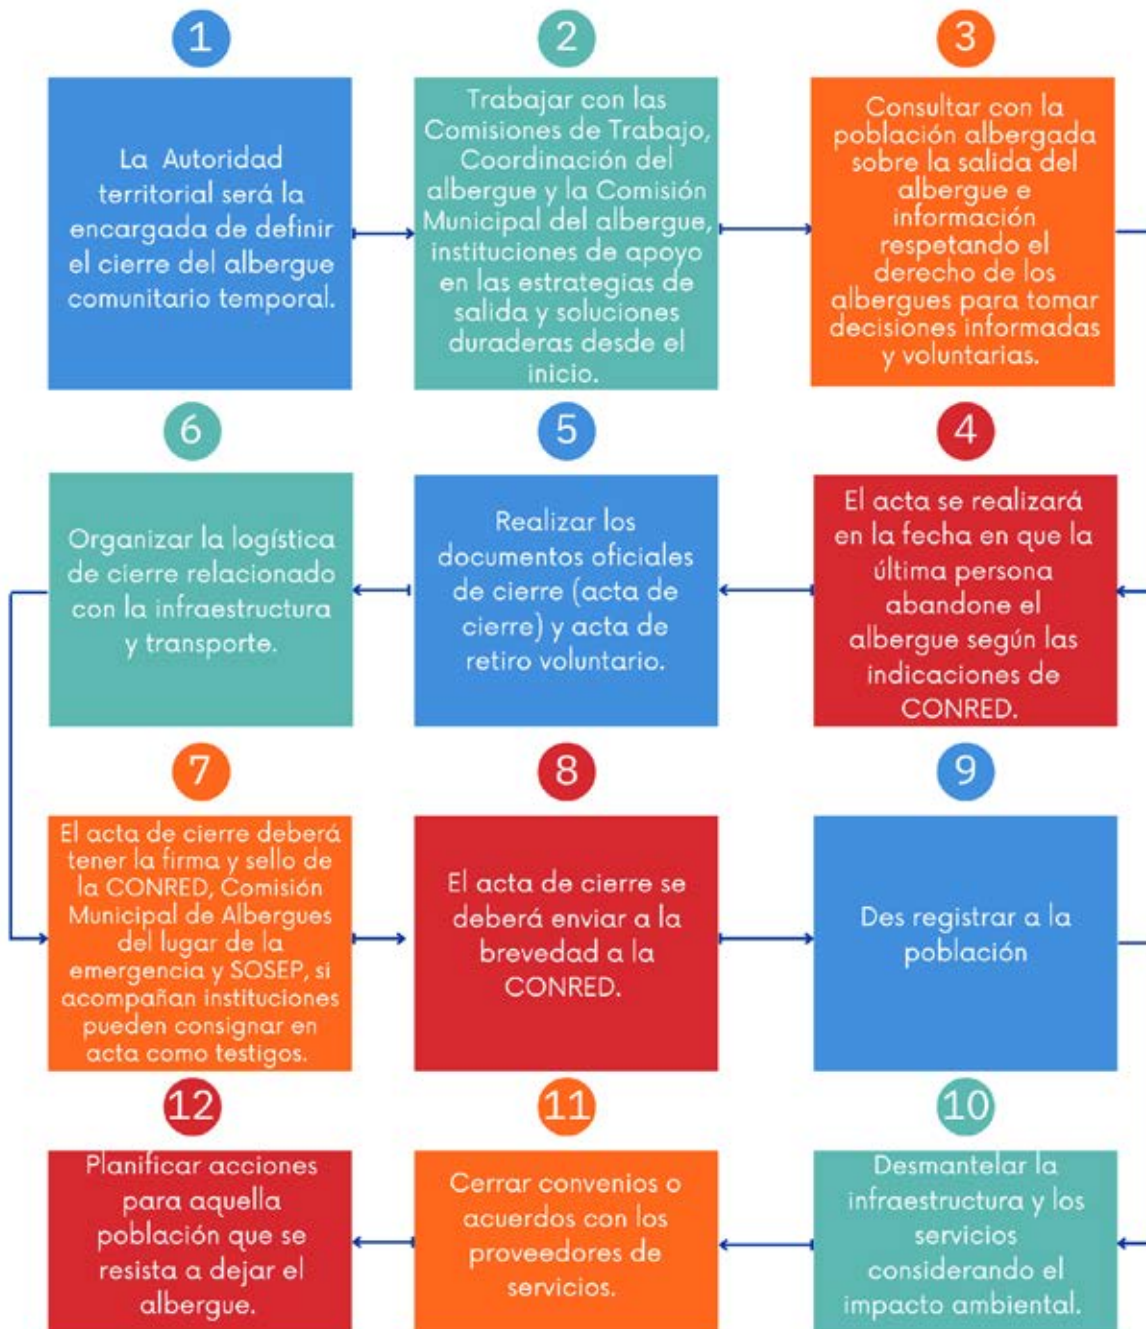 1
La Autoridad
territorial será la
encargada de definir
el cierre del albergue
comunitario temporal.
2
Trabajar con las
Comisiones de Trabajo,
Coordinación del
albergue y la Comisión
Municipal del albergue,
instituciones de apoyo
en las estrategias de
salida y soluciones
duraderas desde el
inicio.
3
Consultar con la
población albergada
sobre la salida del
albergue e
información
respetando el
derecho de los
albergues para tomar
decisiones informadas
y voluntarias.
4
El acta se realizará
en la fecha en que la
última persona
abandone el
albergue según las
indicaciones de
CONRED.
5
Realizar los
documentos oficiales
de cierre (acta de
cierre) y acta de
retiro voluntario.
6
Organizar la logística
de cierre relacionado
con la infraestructura
y transporte.
7
El acta de cierre deberá
tener la firma y sello de
la CONRED, Comisión
Municipal de Albergues
del lugar de la
emergencia y SOSEP, si
acompañan instituciones
pueden consignar en
acta como testigos.
8
El acta de cierre se
deberá enviar a la
brevedad a la
CONRED.
9
Des registrar a la
población
10
Desmantelar la
infraestructura y los
servicios
considerando el
impacto ambiental.
11
Cerrar convenios o
acuerdos con los
proveedores de
servicios.
12
Planificar acciones
para aquella
población que se
resista a dejar el
albergue.